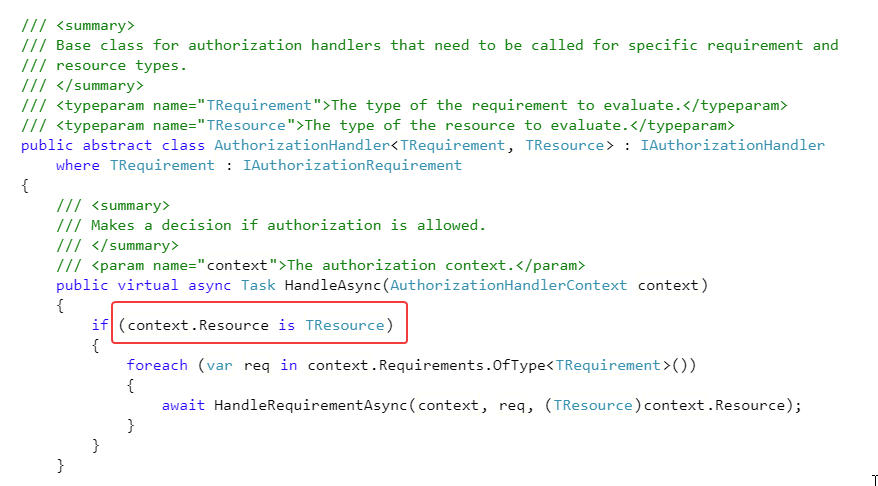 /// <summary>
/// Base class for authorization handlers that need to be called for specific requirement and
/// resource types.
/// </summary>
/// <typeparam name="TRequirement">The type of the requirement to evaluate.</typeparam>
/// <typeparam name="TResource">The type of the resource to evaluate.</typeparam>
public abstract class AuthorizationHandler<TRequirement, TResource> : IAuthorizationHandler
    where TRequirement : IAuthorizationRequirement
{
    /// <summary>
    /// Makes a decision if authorization is allowed.
    /// </summary>
    /// <param name="context">The authorization context.</param>
    public virtual async Task HandleAsync(AuthorizationHandlerContext context)
    {
        if (context.Resource is TResource)
        {
            foreach (var req in context.Requirements.OfType<TRequirement>())
            {
                await HandleRequirementAsync(context, req, (TResource)context.Resource);
            }
        }
    }